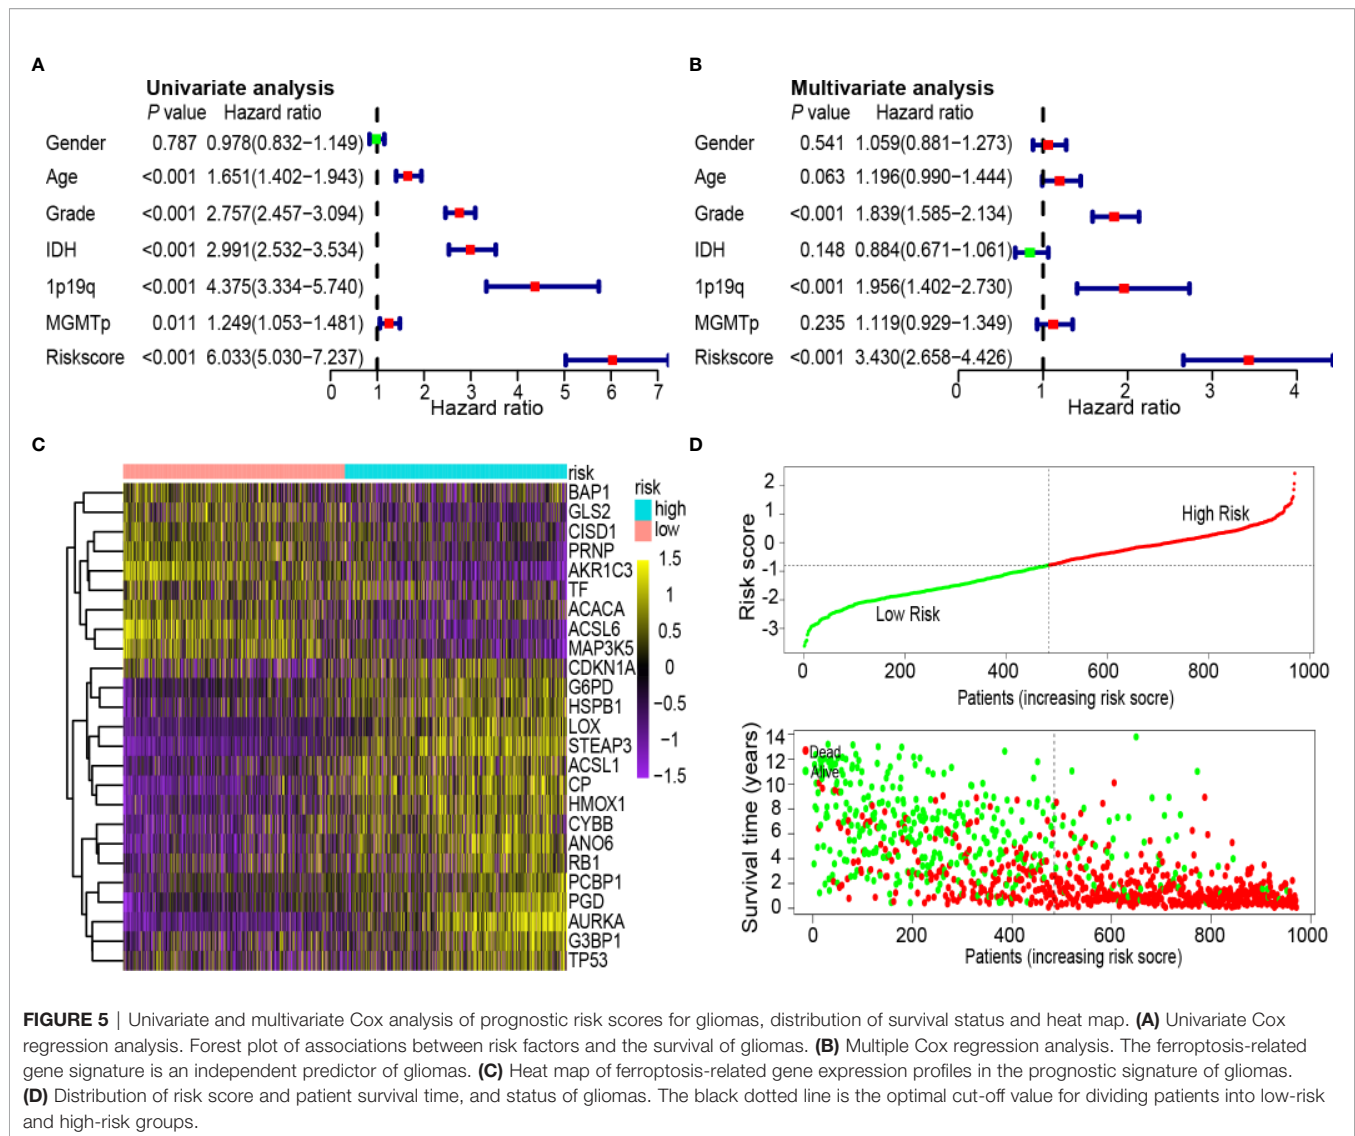 A
Univariate analysis
P value Hazard ratio
Gender 0.787 0.978(0.832−1.149)
Age <0.001 1.651(1.402−1.943)
Grade <0.001 2.757(2.457−3.094)
IDH <0.001 2.991(2.532−3.534)
1p19q <0.001 4.375(3.334−5.740)
MGMTp 0.011 1.249(1.053−1.481)
Riskscore <0.001 6.033(5.030−7.237)
0 1 2 3 4 5 6 7
Hazard ratio
B
Multivariate analysis
P value Hazard ratio
Gender 0.541 1.059(0.881−1.273)
Age 0.063 1.196(0.990−1.444)
Grade <0.001 1.839(1.585−2.134)
IDH 0.148 0.884(0.671−1.061)
1p19q <0.001 1.956(1.402−2.730)
MGMTp 0.235 1.119(0.929−1.349)
Riskscore <0.001 3.430(2.658−4.426)
0 1 2 3 4
Hazard ratio
C
risk
BAP1
GLS2
CISD1
PRNP
AKR1C3
TF
ACACA
ACSL6
MAP3K5
CDKN1A
G6PD
HSPB1
LOX
STEAP3
ACSL1
CP
HMOX1
CYBB
ANO6
RB1
PCBP1
PGD
AURKA
G3BP1
TP53
risk
high
low
1.5
1
0.5
0
−0.5
−1
−1.5
D
Risk score
2
1
0
-1
-2
-3
High Risk
Low Risk
0 200 400 600 800 1000
Patients (increasing risk socre)
Survival time (years)
14
12
10
8
6
4
2
0
Dead
Alive
0 200 400 600 800 1000
Patients (increasing risk socre)
FIGURE 5 | Univariate and multivariate Cox analysis of prognostic risk scores for gliomas, distribution of survival status and heat map. (A) Univariate Cox
regression analysis. Forest plot of associations between risk factors and the survival of gliomas. (B) Multiple Cox regression analysis. The ferroptosis-related
gene signature is an independent predictor of gliomas. (C) Heat map of ferroptosis-related gene expression profiles in the prognostic signature of gliomas.
(D) Distribution of risk score and patient survival time, and status of gliomas. The black dotted line is the optimal cut-off value for dividing patients into low-risk
and high-risk groups.